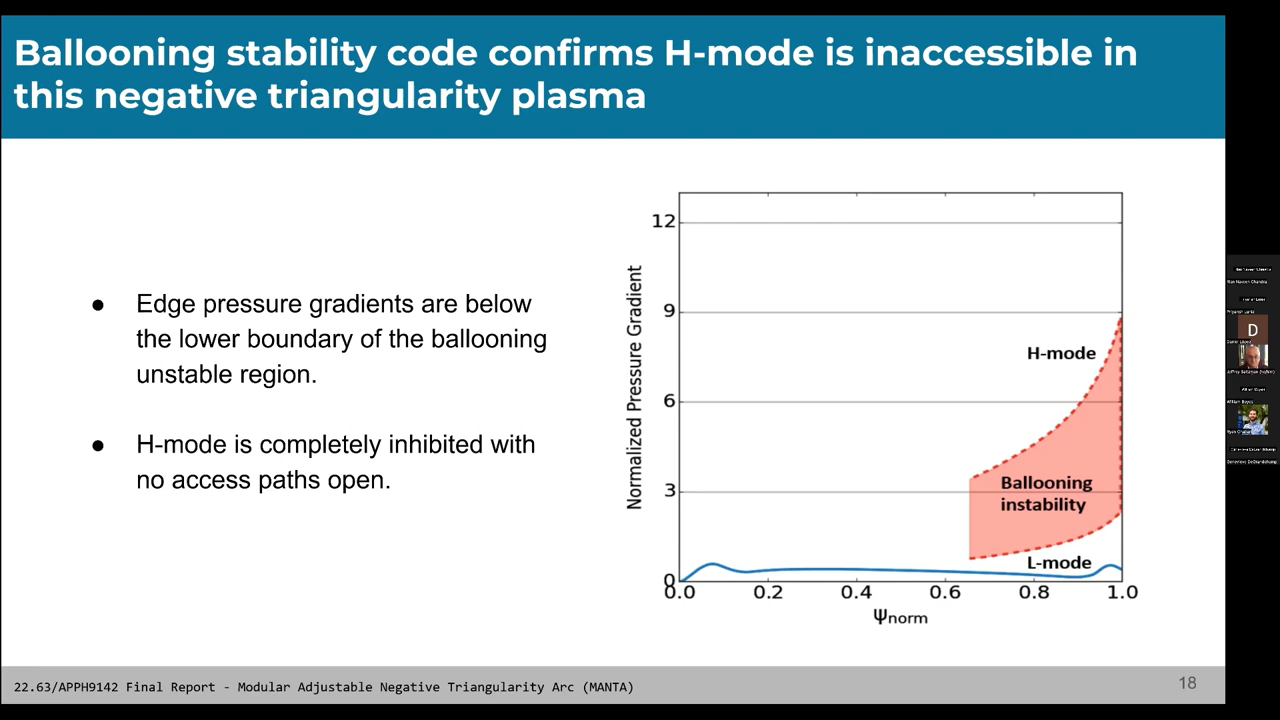 Ballooning stability code confirms H-mode is inaccessible in
this negative triangularity plasma
● Edge pressure gradients are below
the lower boundary of the ballooning
unstable region.
● H-mode is completely inhibited with
no access paths open.
Normalized Pressure Gradient
12
9
6
3
0
H-mode
Ballooning
instability
L-mode
0.0 0.2 0.4 0.6 0.8 1.0
Ψnorm
22.63/APPH9142 Final Report - Modular Adjustable Negative Triangularity Arc (MANTA)
18
D